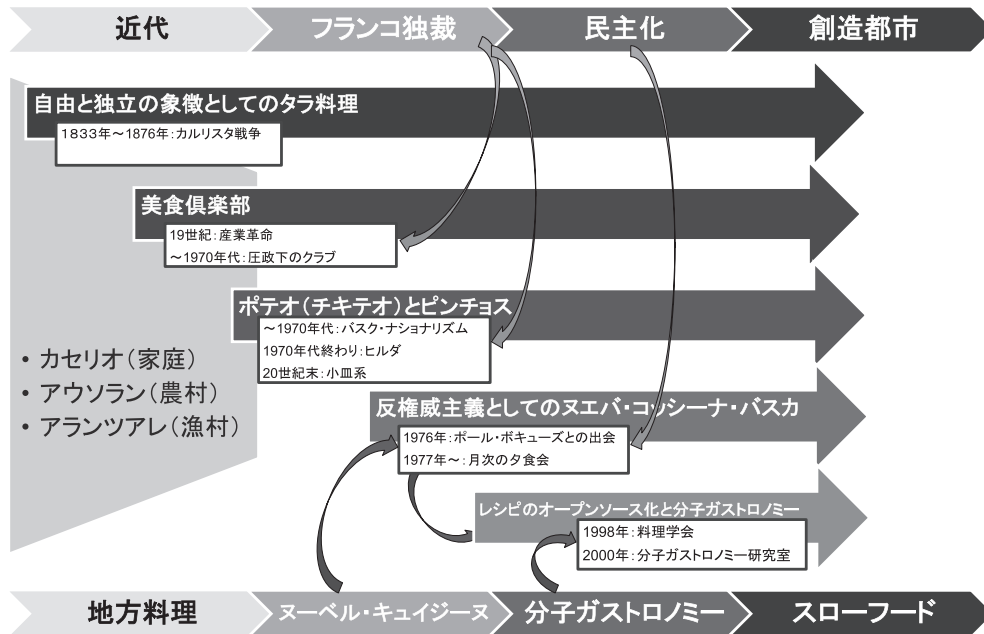 近代
フランコ独裁
民主化
創造都市
自由と独立の象徴としてのタラ料理
1833年～1876年：カルリスタ戦争
美食倶楽部
19世紀：産業革命
～1970年代：圧政下のクラブ
ポテオ（チキテオ）とピンチョス
～1970年代：バスク・ナショナリズム
1970年代終わり：ヒルダ
20世紀末：小皿系
• カセリオ（家庭）
• アウソラン（農村）
• アランツアレ（漁村）
反権威主義としてのヌエバ・コッシーナ・バスカ
1976年：ポール・ボキューズとの出会
1977年～：月次の夕食会
レシピのオープンソース化と分子ガストロノミー
1998年：料理学会
2000年：分子ガストロノミー研究室
地方料理
ヌーベル・キュイジーヌ
分子ガストロノミー
スローフード